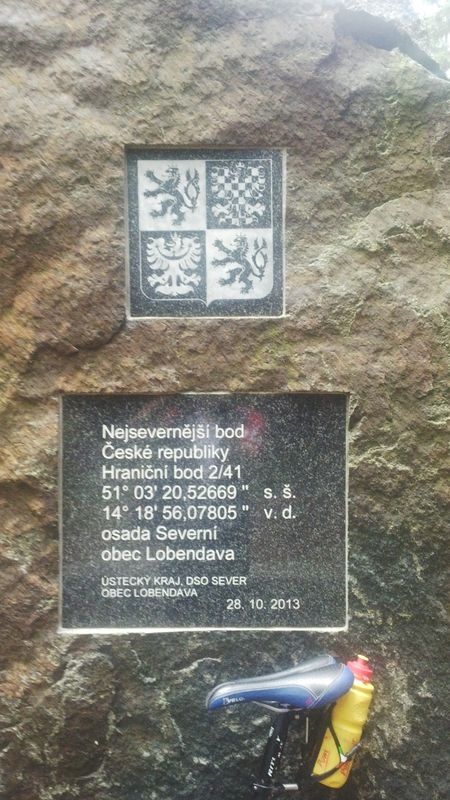 Nejsevernější bod
České republiky
Hraniční bod 2/41
51° 03' 20,52669 " s. š.
14° 18' 56,07805 " v. d.
osada Severní
obec Lobendava
ÚSTECKÝ KRAJ, DSO SEVER
OBEC LOBENDAVA
28. 10. 2013